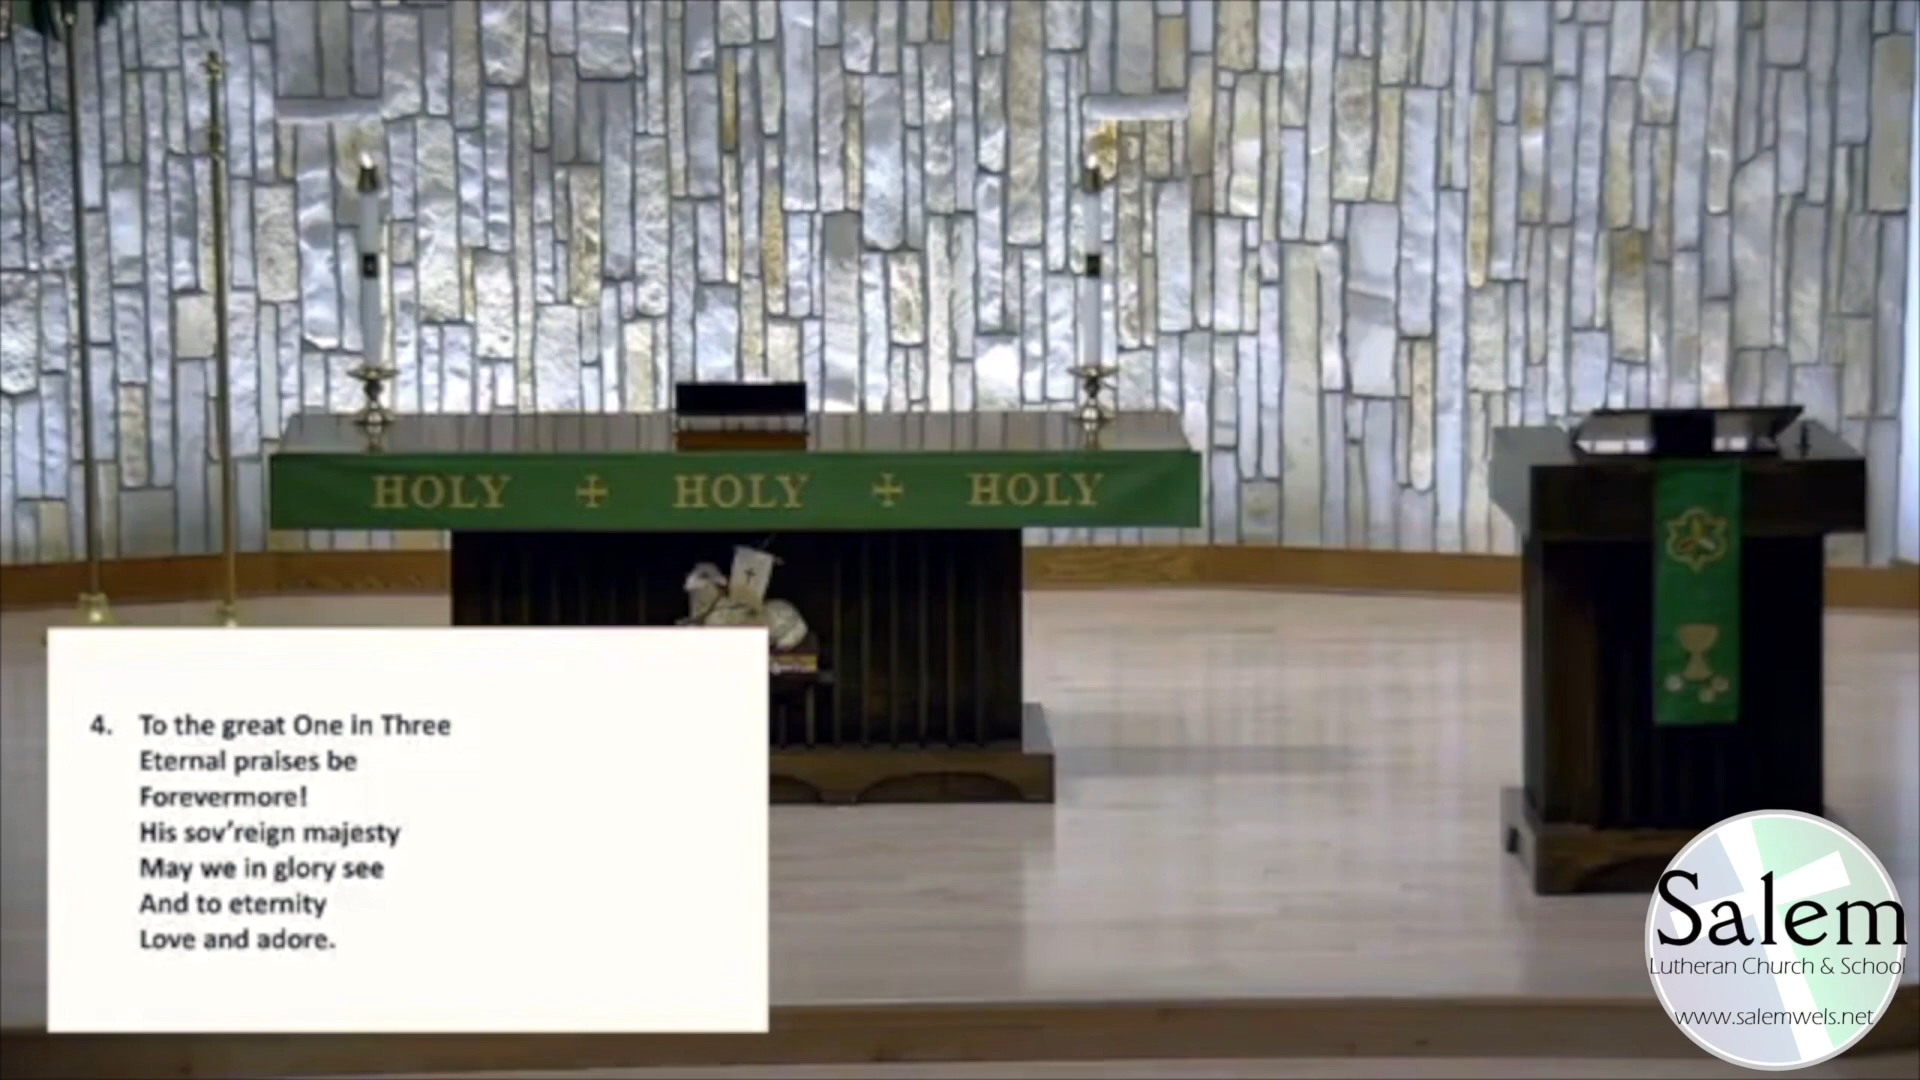 HOLY + HOLY + HOLY
4. To the great One in Three
Eternal praises be
Forevermore!
His sov'reign majesty
May we in glory see
And to eternity
Love and adore.
Salem
Lutheran Church & School
www.salemwels.net